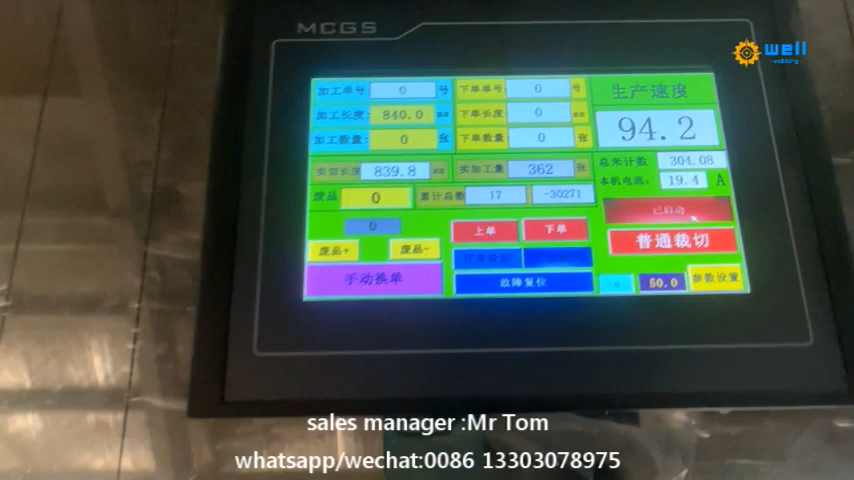 MCGS
well
加工单号 0 号 下单单号: 0 号 生产速度
加工长度: 840.0 mm 下单长度 0 mm 94.2
加工数量: 0 张 下单数量: 0 张
实切长度 839.8 mm 实加工量 362 张 总米计数 304.08
本机电流: 19.4 A
废品 0 累计总数 17 -30271
已启动
0 上单 下单 普通裁切
废品+ 废品-
手动换单 故障复位 0 50.0 参数设置
sales manager :Mr Tom
whatsapp/wechat:0086 13303078975